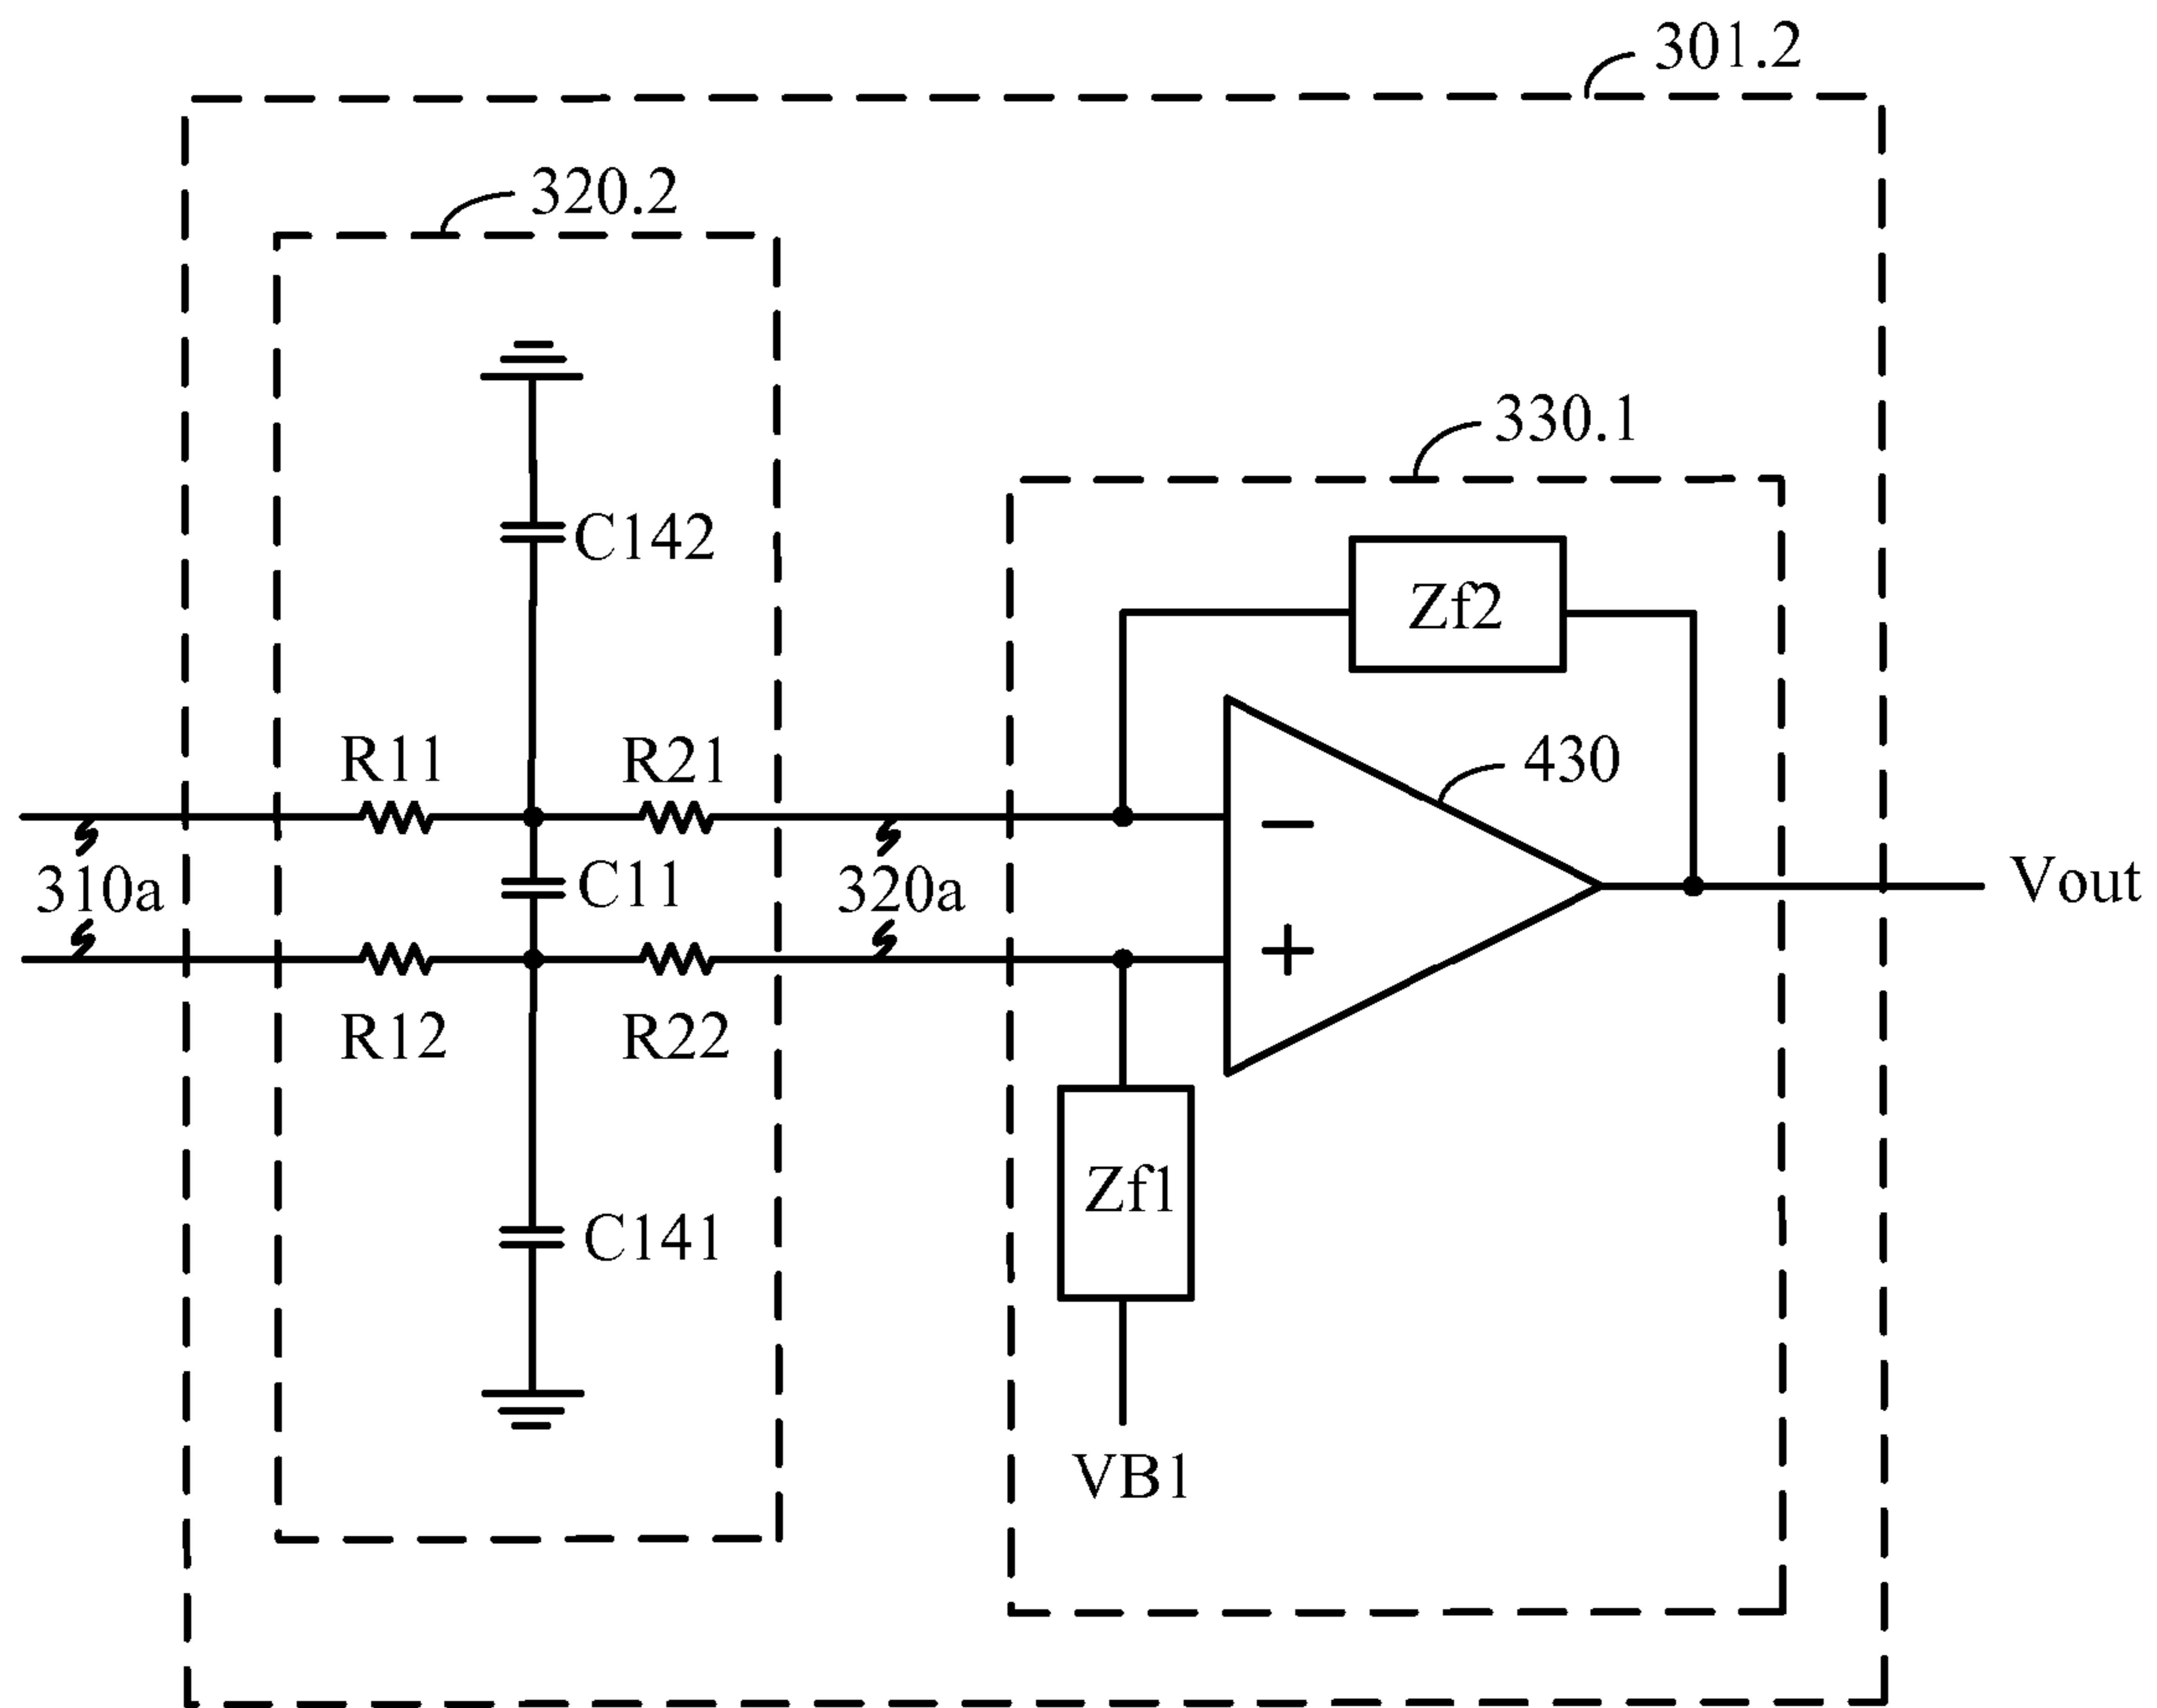 301.2
320.2
330.1
C142
Zf2
R11
R21
430
−
310a
C11
320a
Vout
+
R12
R22
Zf1
C141
VB1